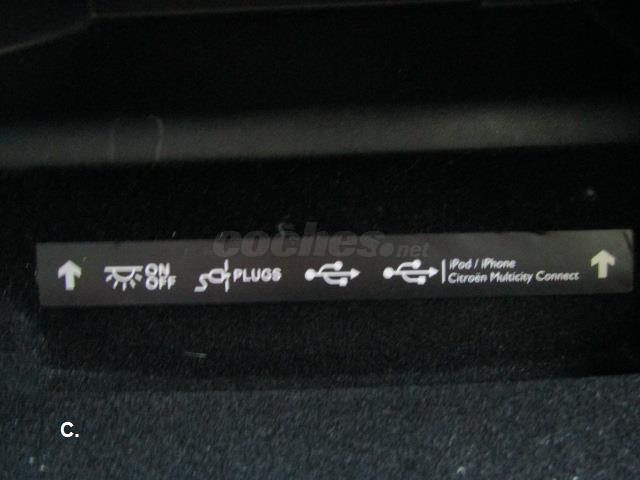 coches.net
ON
OFF
PLUGS
iPod / iPhone
Citroën Multicity Connect
C.